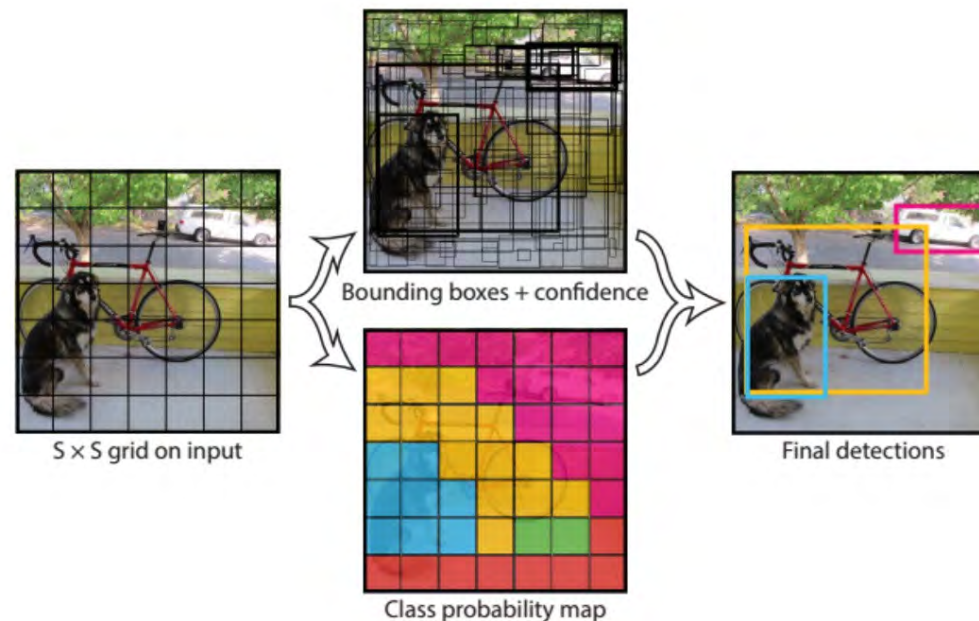 S × S grid on input
Bounding boxes + confidence
Class probability map
Final detections